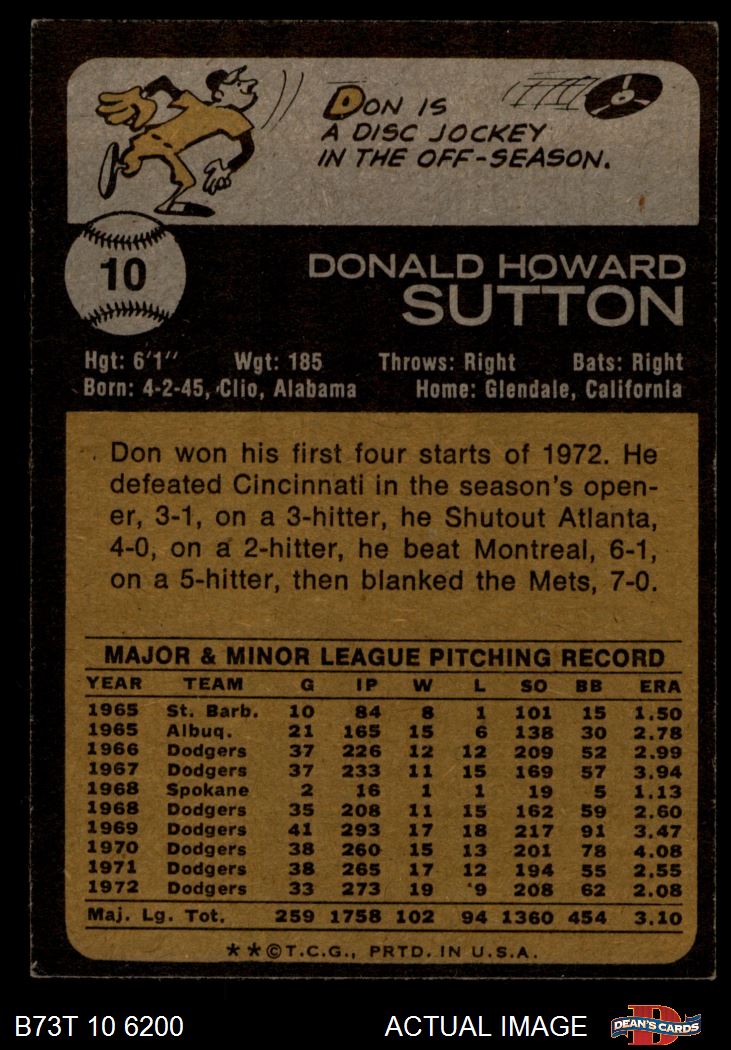 DON IS
A DISC JOCKEY
IN THE OFF-SEASON.
10
DONALD HOWARD
SUTTON
Hgt: 6'1" Wgt: 185 Throws: Right Bats: Right
Born: 4-2-45, Clio, Alabama Home: Glendale, California
Don won his first four starts of 1972. He
defeated Cincinnati in the season's open-
er, 3-1, on a 3-hitter, he Shutout Atlanta,
4-0, on a 2-hitter, he beat Montreal, 6-1,
on a 5-hitter, then blanked the Mets, 7-0.
MAJOR & MINOR LEAGUE PITCHING RECORD
YEAR TEAM G IP W L SO BB ERA
1965 St. Barb. 10 84 8 1 101 15 1.50
1965 Albuq. 21 165 15 6 138 30 2.78
1966 Dodgers 37 226 12 12 209 52 2.99
1967 Dodgers 37 233 11 15 169 57 3.94
1968 Spokane 2 16 1 1 19 5 1.13
1968 Dodgers 35 208 11 15 162 59 2.60
1969 Dodgers 41 293 17 18 217 91 3.47
1970 Dodgers 38 260 15 13 201 78 4.08
1971 Dodgers 38 265 17 12 194 55 2.55
1972 Dodgers 33 273 19 9 208 62 2.08
Maj. Lg. Tot. 259 1758 102 94 1360 454 3.10
**©T.C.G., PRTD. IN U.S.A.
B73T 10 6200 ACTUAL IMAGE D DEAN'S CARDS